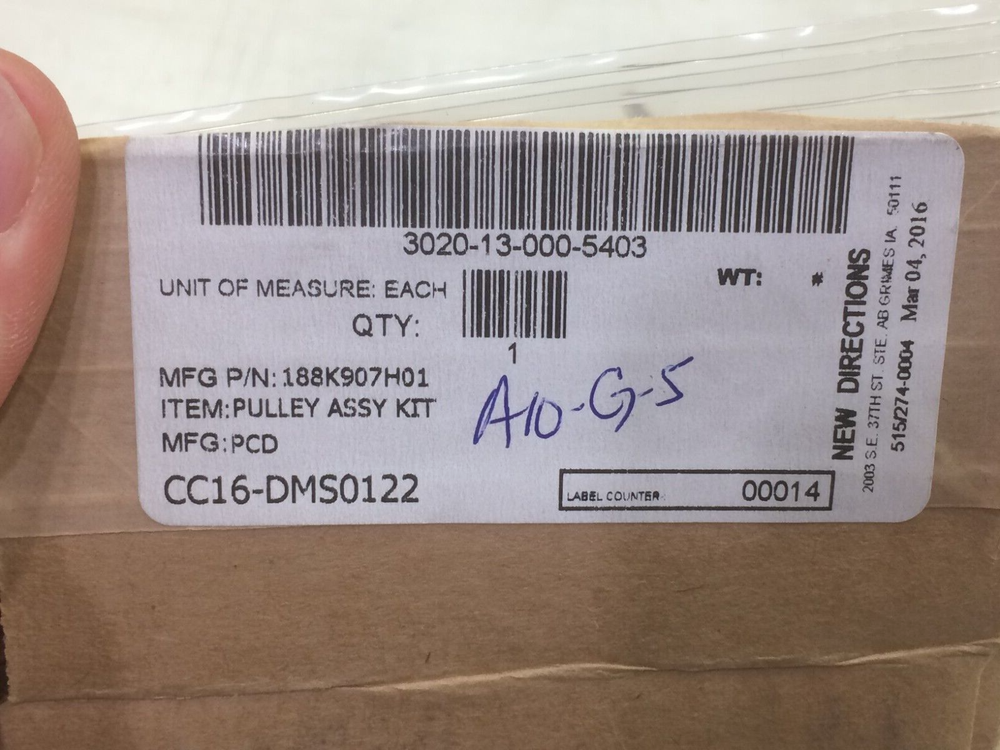 3020-13-000-5403
UNIT OF MEASURE: EACH
WT: #
QTY:
1
MFG P/N: 188K907H01
ITEM:PULLEY ASSY KIT
MFG:PCD
A10-G-5
CC16-DMS0122
LABEL COUNTER: 00014
NEW DIRECTIONS
2003 S.E. 37TH ST. STE. AB GRIMES IA 50111
515/274-0004 Mar 04, 2016